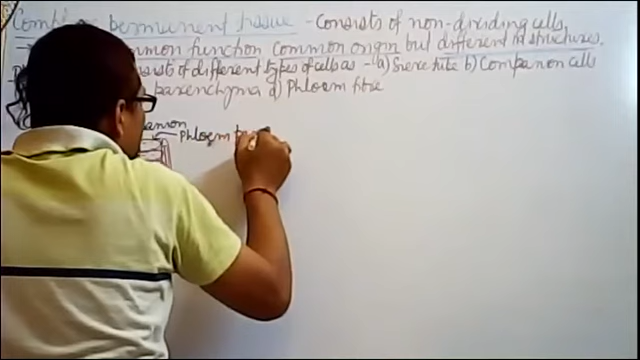 permanent tissue - Consists of non-dividing cells,
common function common origin but different in structures.
consists of different types of cells as - a) Sieve tube b) Companion cells
parenchyma d) Phloem fibre
Phloem